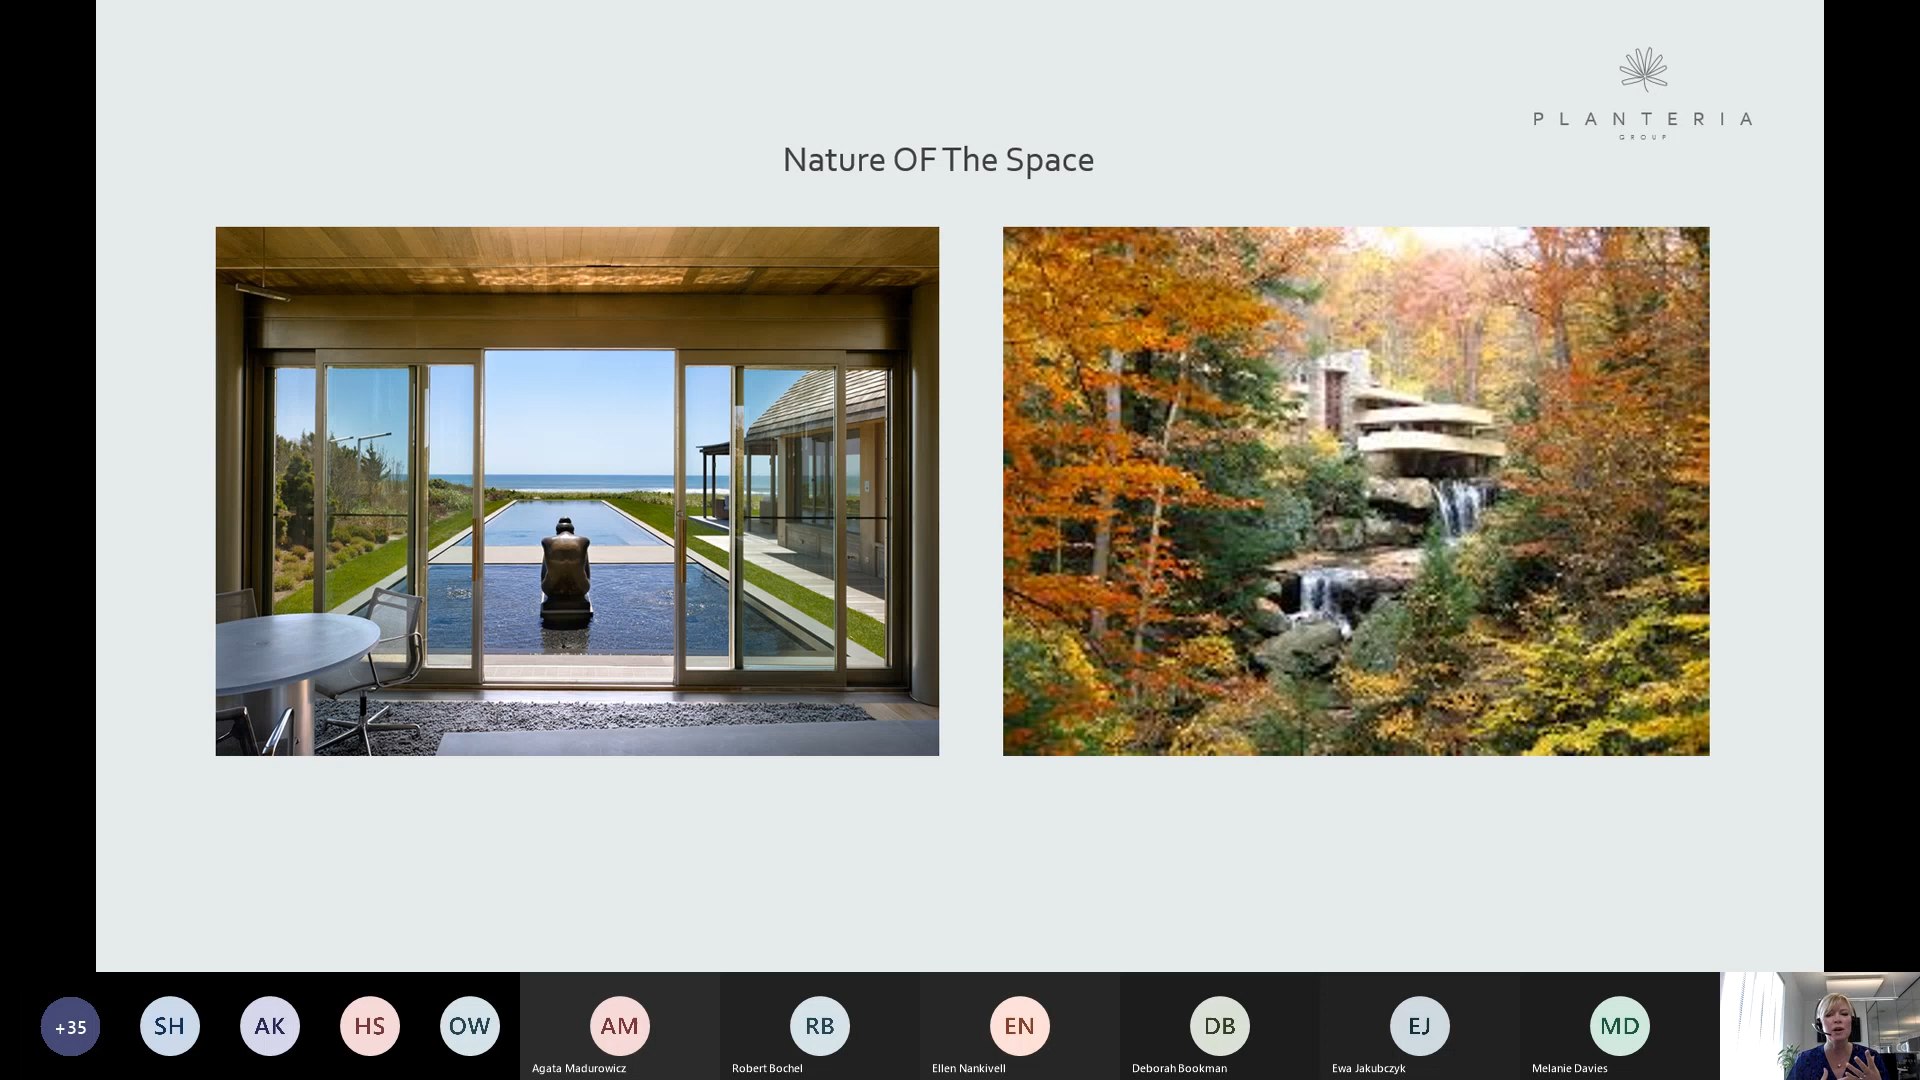 PLANTERIA
GROUP
Nature OF The Space
+35
SH
AK
HS
OW
AM
RB
EN
DB
EJ
MD
Agata Madurowicz
Robert Bochel
Ellen Nankivell
Deborah Bookman
Ewa Jakubczyk
Melanie Davies